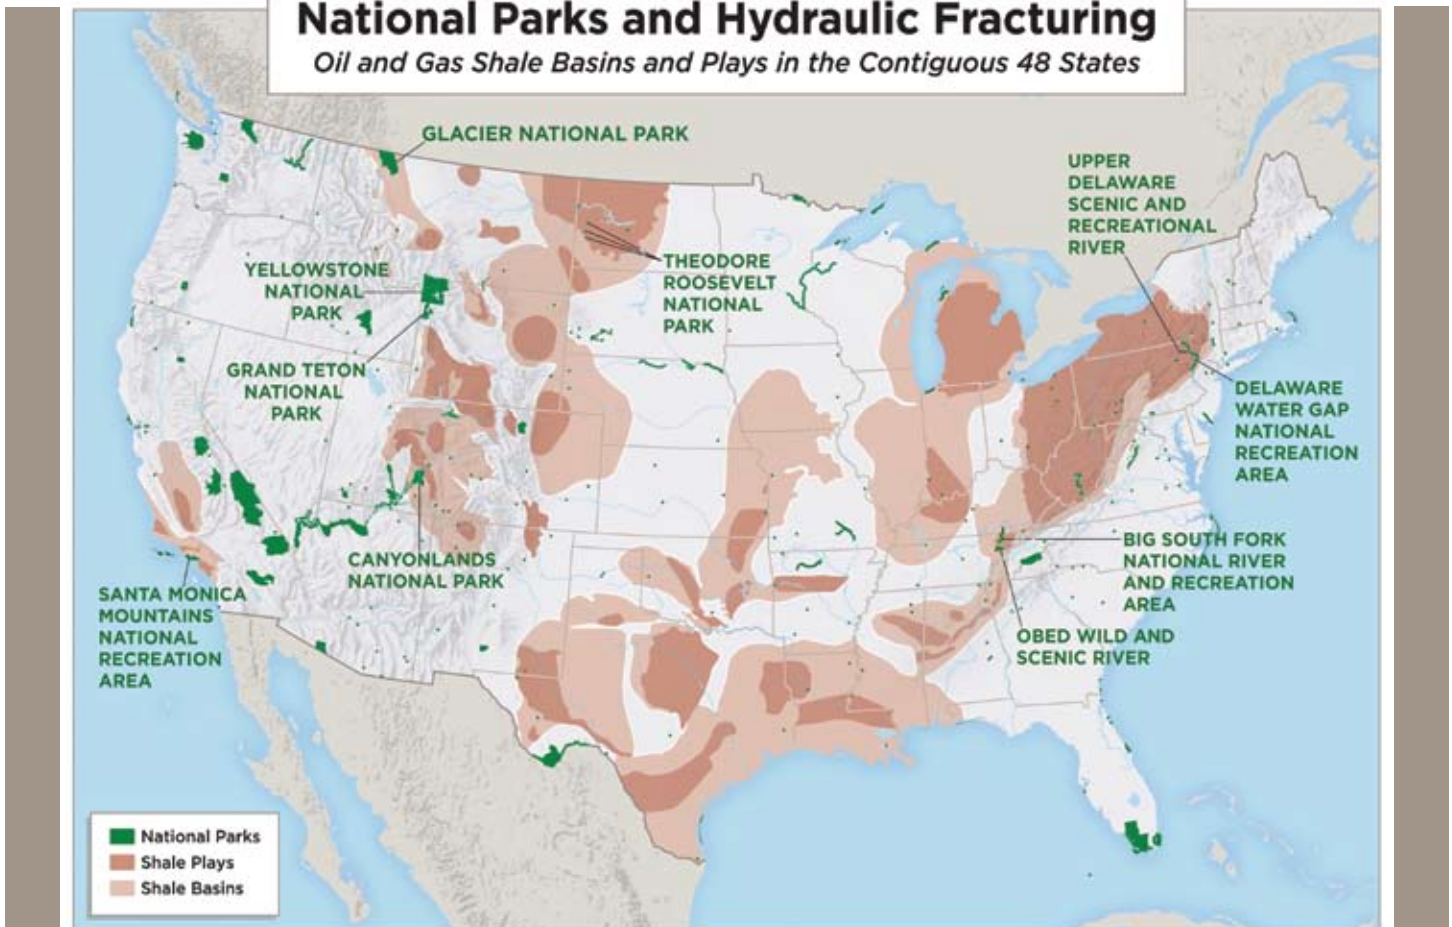 National Parks and Hydraulic Fracturing
Oil and Gas Shale Basins and Plays in the Contiguous 48 States
GLACIER NATIONAL PARK
UPPER
DELAWARE
SCENIC AND
RECREATIONAL
RIVER
YELLOWSTONE
NATIONAL
PARK
THEODORE
ROOSEVELT
NATIONAL
PARK
GRAND TETON
NATIONAL
PARK
DELAWARE
WATER GAP
NATIONAL
RECREATION
AREA
CANYONLANDS
NATIONAL PARK
BIG SOUTH FORK
NATIONAL RIVER
AND RECREATION
AREA
SANTA MONICA
MOUNTAINS
NATIONAL
RECREATION
AREA
OBED WILD AND
SCENIC RIVER
National Parks
Shale Plays
Shale Basins